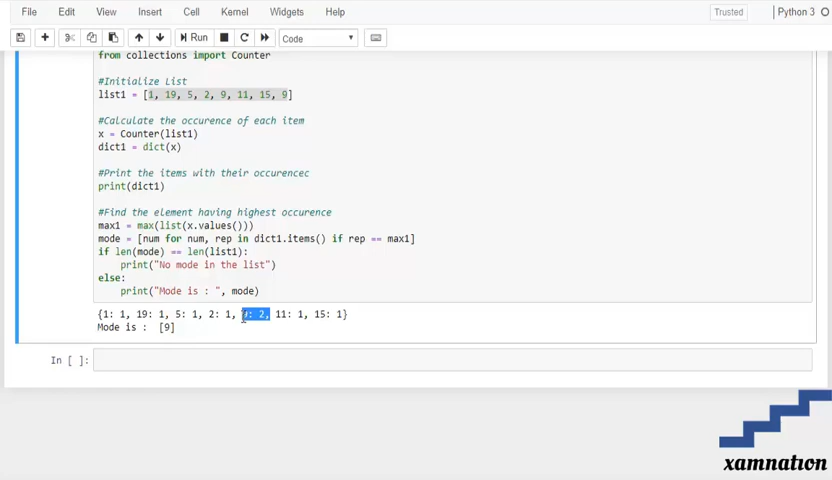 File Edit View Insert Cell Kernel Widgets Help Trusted Python 3
Run Code
from collections import Counter
#Initialize List
list1 = [1, 19, 5, 2, 9, 11, 15, 9]
#Calculate the occurence of each item
x = Counter(list1)
dict1 = dict(x)
#Print the items with their occurencec
print(dict1)
#Find the element having highest occurence
max1 = max(list(x.values()))
mode = [num for num, rep in dict1.items() if rep == max1]
if len(mode) == len(list1):
print("No mode in the list")
else:
print("Mode is : ", mode)
{1: 1, 19: 1, 5: 1, 2: 1, 9: 2, 11: 1, 15: 1}
Mode is :  [9]
In [ ]:
xamnation